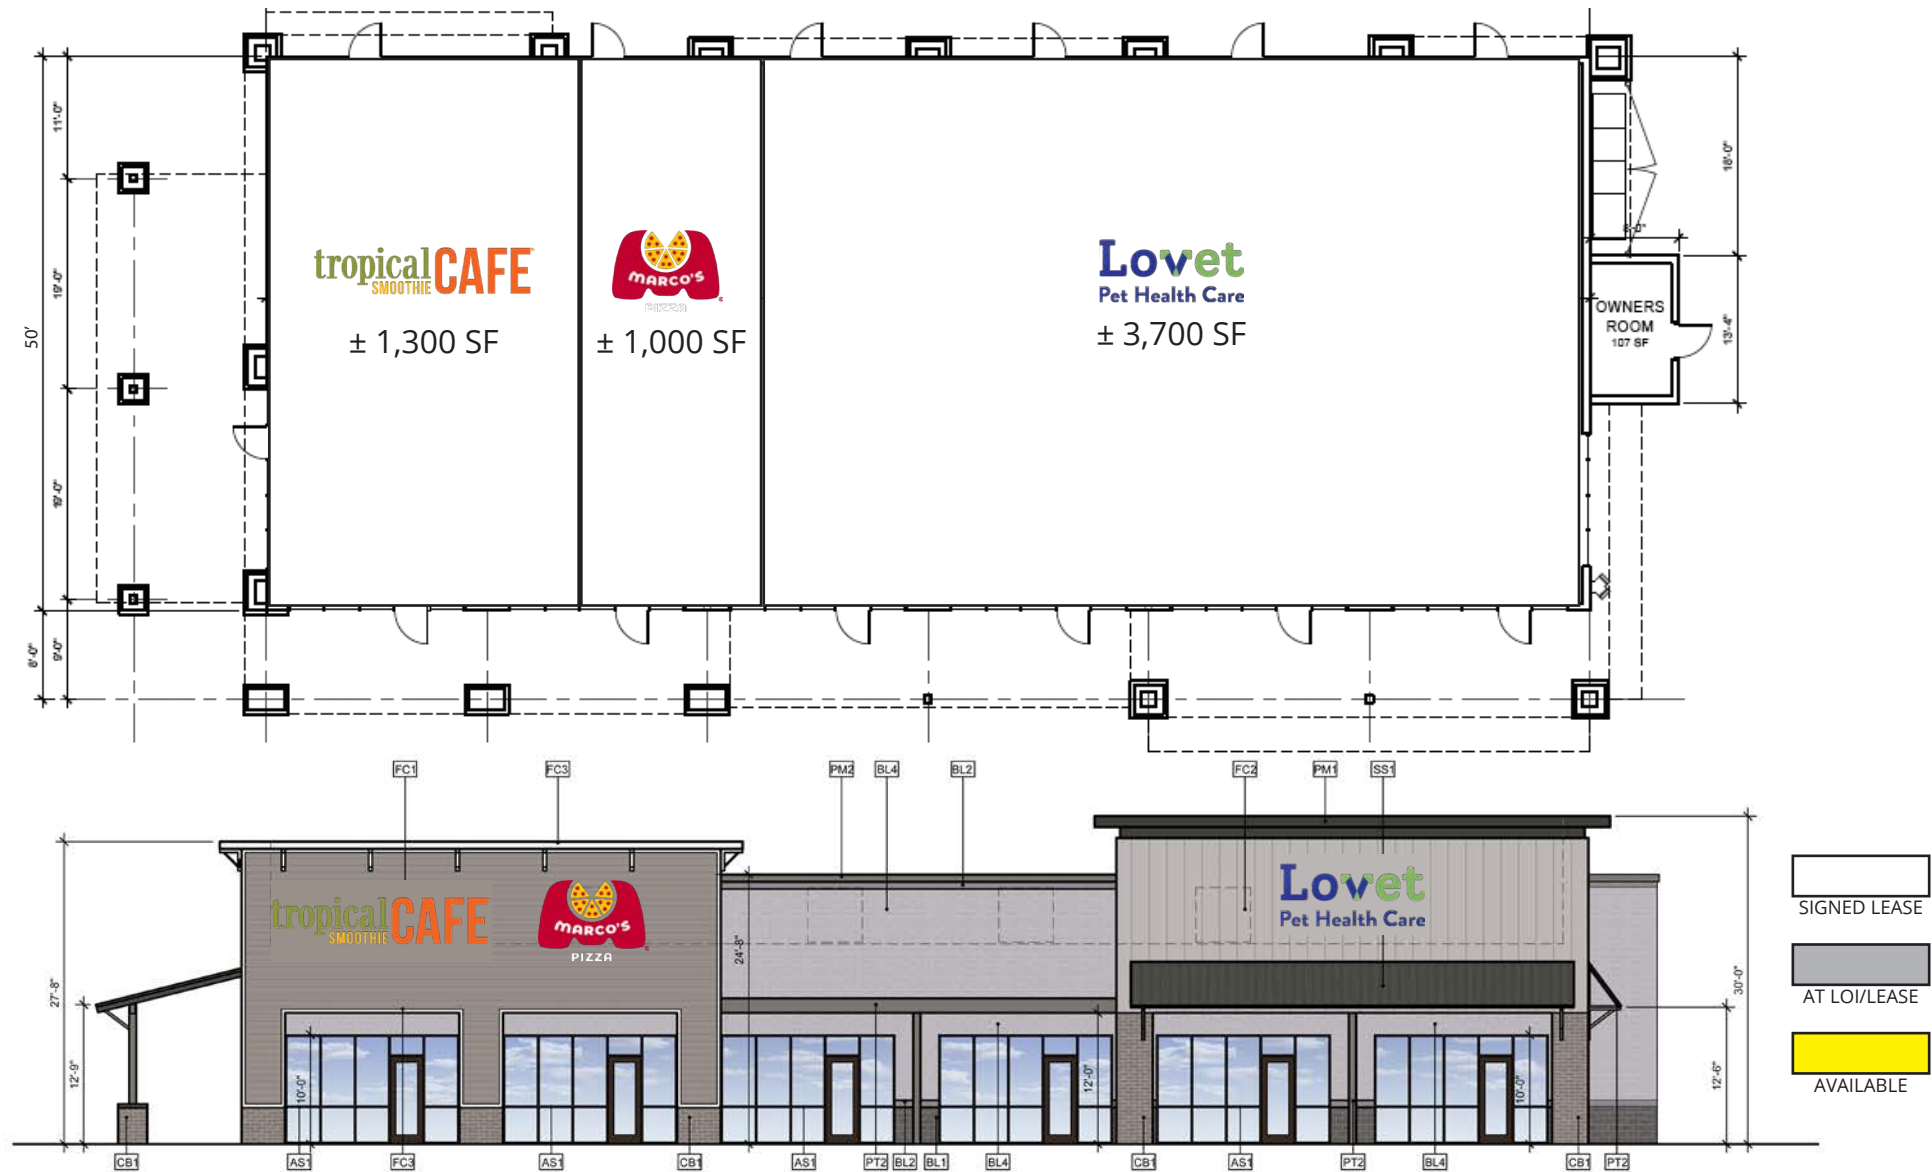 11'-0"
19'-0"
19'-0"
50'
8'-0"
9'-0"
tropical CAFE
SMOOTHIE
± 1,300 SF
MARCO'S
PIZZA
± 1,000 SF
Lovet
Pet Health Care
± 3,700 SF
18'-0"
OWNERS
ROOM
107 SF
13'-4"
FC1
FC3
PM2
BL4
BL2
FC2
PM1
SS1
27'-8"
12'-9"
tropical CAFE
SMOOTHIE
MARCO'S
PIZZA
24'-8"
Lovet
Pet Health Care
30'-0"
12'-6"
10'-0"
12'-0"
10'-0"
SIGNED LEASE
AT LOI/LEASE
AVAILABLE
CB1
AS1
FC3
AS1
CB1
AS1
PT2
BL2
BL1
BL4
CB1
AS1
PT2
BL4
CB1
PT2